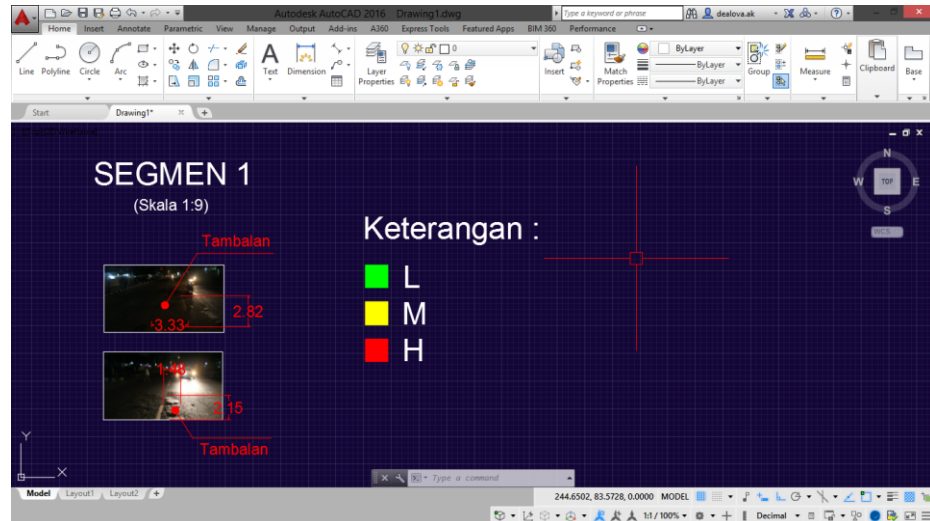 Autodesk AutoCAD 2016 Drawing1.dwg
Type a keyword or phrase
dealova.ak
Home Insert Annotate Parametric View Manage Output Add-ins A360 Express Tools Featured Apps BIM 360 Performance
Line Polyline Circle Arc
Text Dimension
Layer Properties
0
Insert
Match Properties
ByLayer
ByLayer
ByLayer
Group
Measure
Clipboard
Base
Start Drawing1* +
SEGMEN 1
(Skala 1:9)
Tambalan
2.82
3.33
1.48
2.15
Tambalan
Keterangan :
L
M
H
N
W TOP E
S
WCS
Y
X
Type a command
Model Layout1 Layout2 +
244.6502, 83.5728, 0.0000 MODEL
1:1 / 100% Decimal